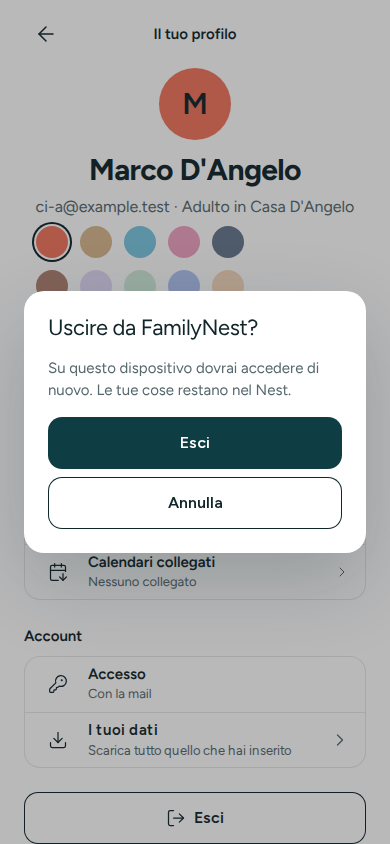 Il tuo profilo
M
Marco D'Angelo
ci-a@example.test · Adulto in Casa D'Angelo
Uscire da FamilyNest?
Su questo dispositivo dovrai accedere di
nuovo. Le tue cose restano nel Nest.
Esci
Annulla
Calendari collegati
Nessuno collegato
Account
Accesso
Con la mail
I tuoi dati
Scarica tutto quello che hai inserito
Esci